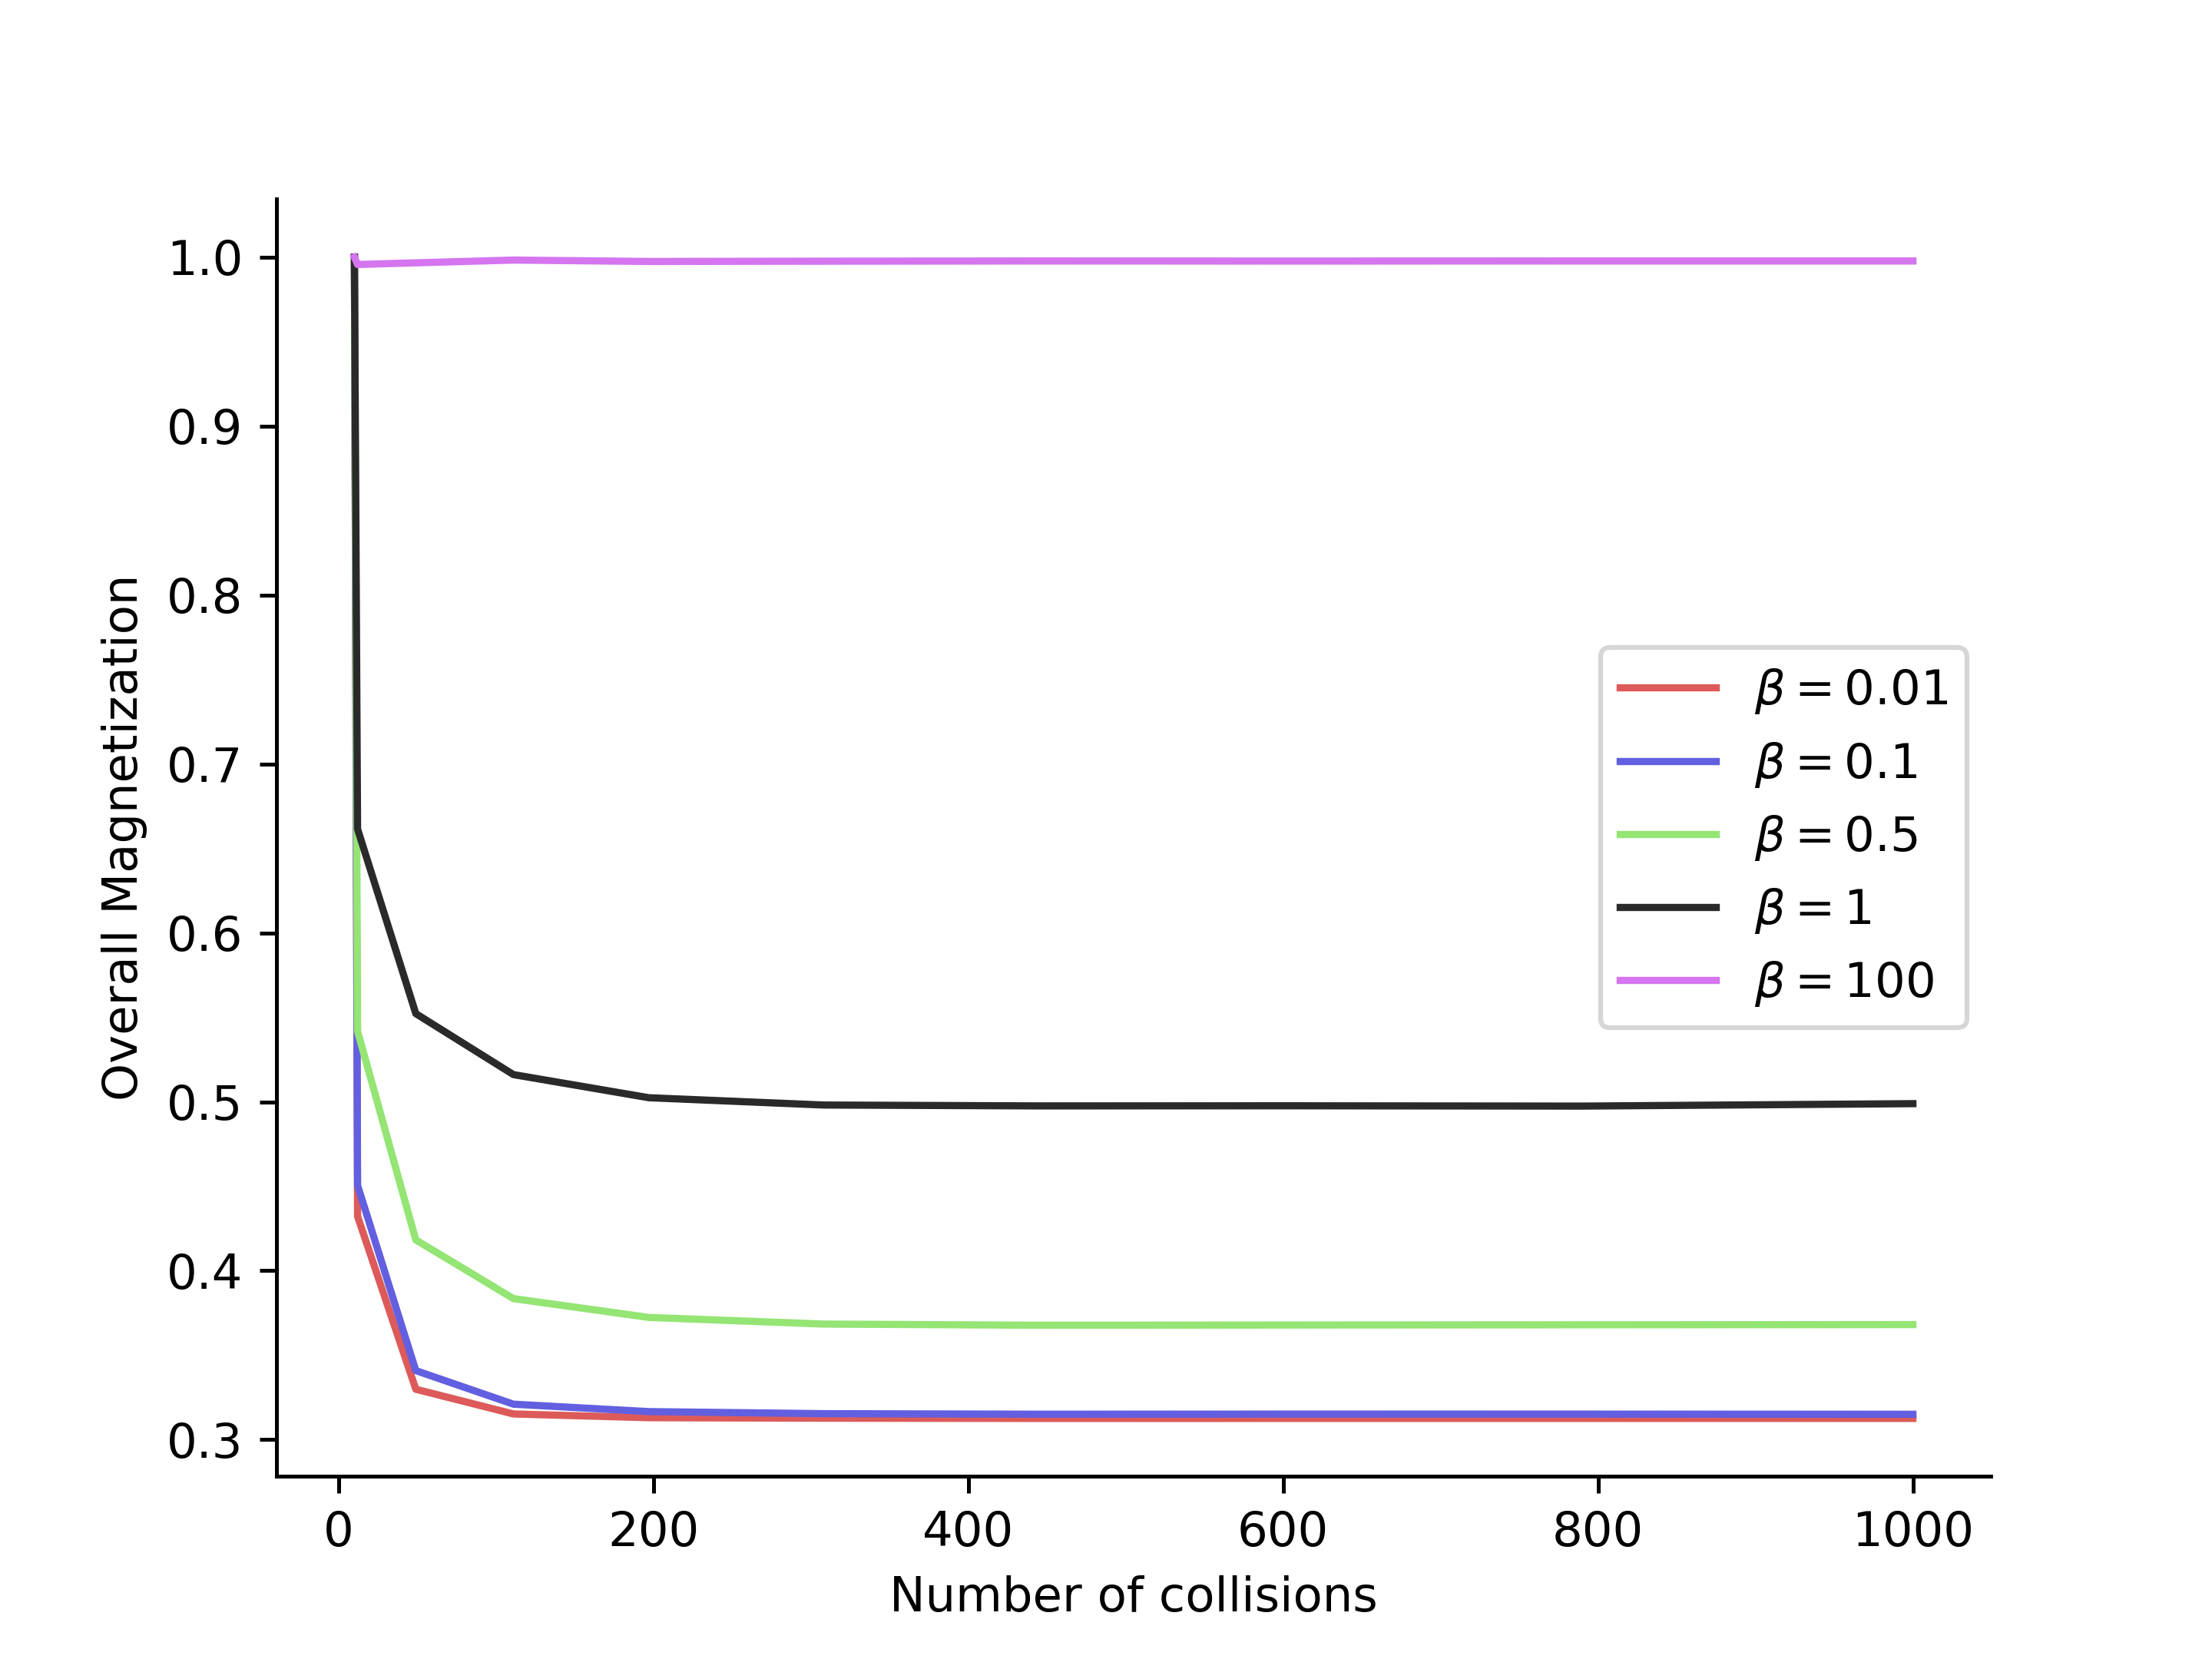 1.0
0.9
0.8
0.7
0.6
0.5
0.4
0.3
Overall Magnetization
β = 0.01
β = 0.1
β = 0.5
β = 1
β = 100
0 200 400 600 800 1000
Number of collisions